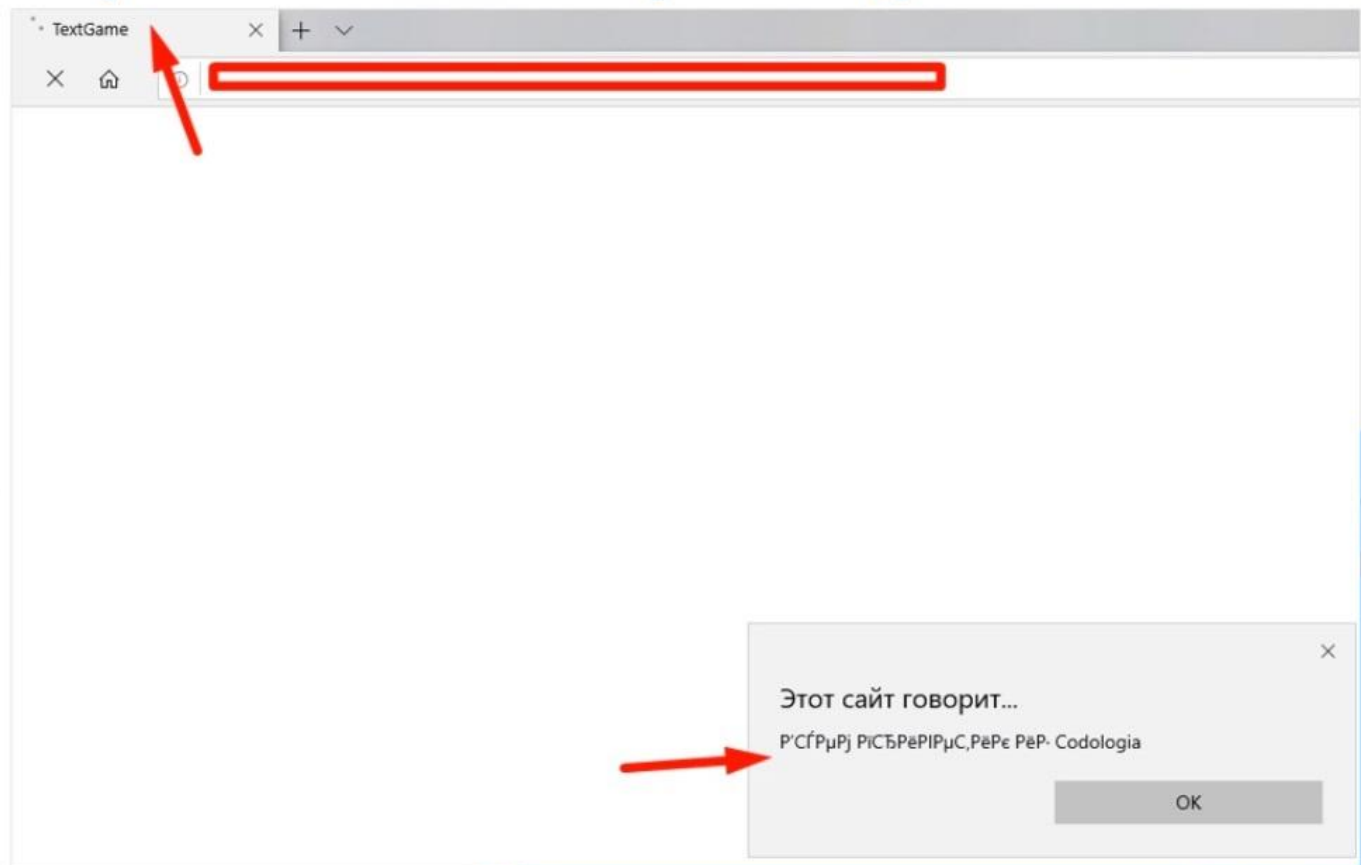 TextGame
Этот сайт говорит...
Р’СЃРµРј РїСЂРёРІРµС‚РёРє РёР· Codologia
OK